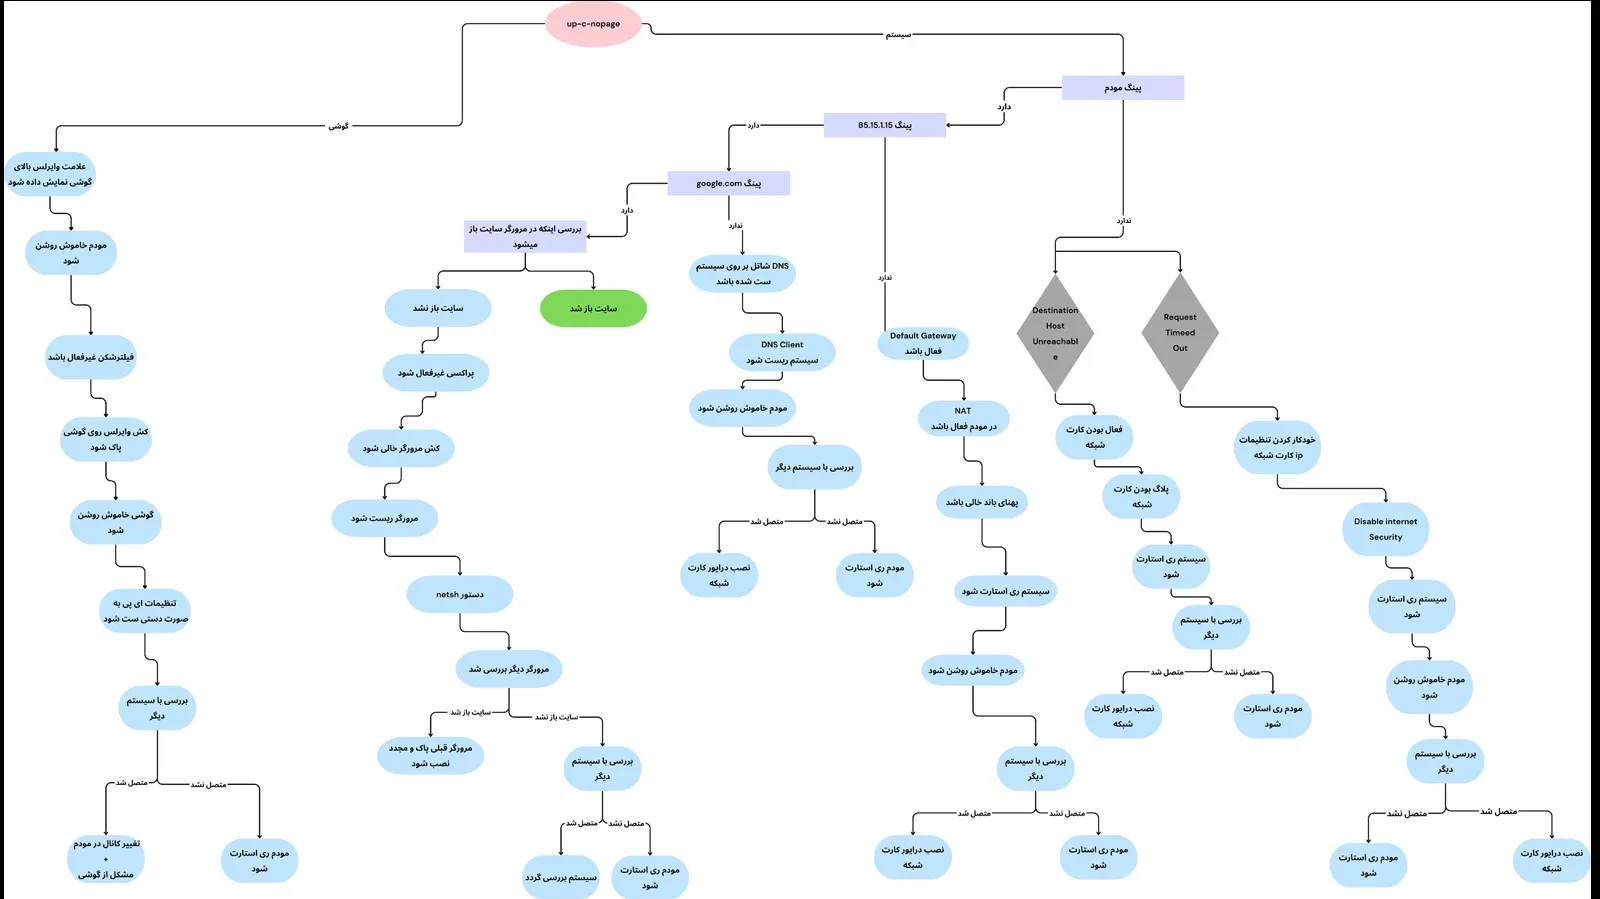 up-c-nopage
سیستم
گوشی
پینگ مودم
دارد
ندارد
پینگ 85.15.1.15
دارد
ندارد
پینگ google.com
دارد
ندارد
بررسی اینکه در مرورگر سایت باز
میشود
سایت باز نشد
سایت باز شد
پراکسی غیرفعال شود
کش مرورگر خالی شود
مرورگر ریست شود
دستور netsh
مرورگر دیگر بررسی شد
سایت باز شد
سایت باز نشد
مرورگر قبلی پاک و مجدد
نصب شود
بررسی با سیستم
دیگر
متصل شد
متصل نشد
سیستم بررسی گردد
مودم ری استارت
شود
علامت وایرلس بالای
گوشی نمایش داده شود
مودم خاموش روشن
شود
فیلترشکن غیرفعال باشد
کش وایرلس روی گوشی
پاک شود
گوشی خاموش روشن
شود
تنظیمات ای پی به
صورت دستی ست شود
بررسی با سیستم
دیگر
متصل شد
متصل نشد
تغییر کانال در مودم
+
مشکل از گوشی
مودم ری استارت
شود
DNS شاتل بر روی سیستم
ست شده باشد
DNS Client
سیستم ریست شود
مودم خاموش روشن شود
بررسی با سیستم دیگر
متصل شد
متصل نشد
نصب درایور کارت
شبکه
مودم ری استارت
شود
Default Gateway
فعال باشد
NAT
در مودم فعال باشد
پهنای باند خالی باشد
سیستم ری استارت شود
مودم خاموش روشن شود
بررسی با سیستم
دیگر
متصل شد
متصل نشد
نصب درایور کارت
شبکه
مودم ری استارت
شود
Destination
Host
Unreachabl
e
فعال بودن کارت
شبکه
پلاگ بودن کارت
شبکه
سیستم ری استارت
شود
بررسی با سیستم
دیگر
متصل شد
متصل نشد
نصب درایور کارت
شبکه
مودم ری استارت
شود
Request
Timeed
Out
خودکار کردن تنظیمات
ip کارت شبکه
Disable internet
Security
سیستم ری استارت
شود
مودم خاموش روشن
شود
بررسی با سیستم
دیگر
متصل نشد
متصل شد
مودم ری استارت
شود
نصب درایور کارت
شبکه